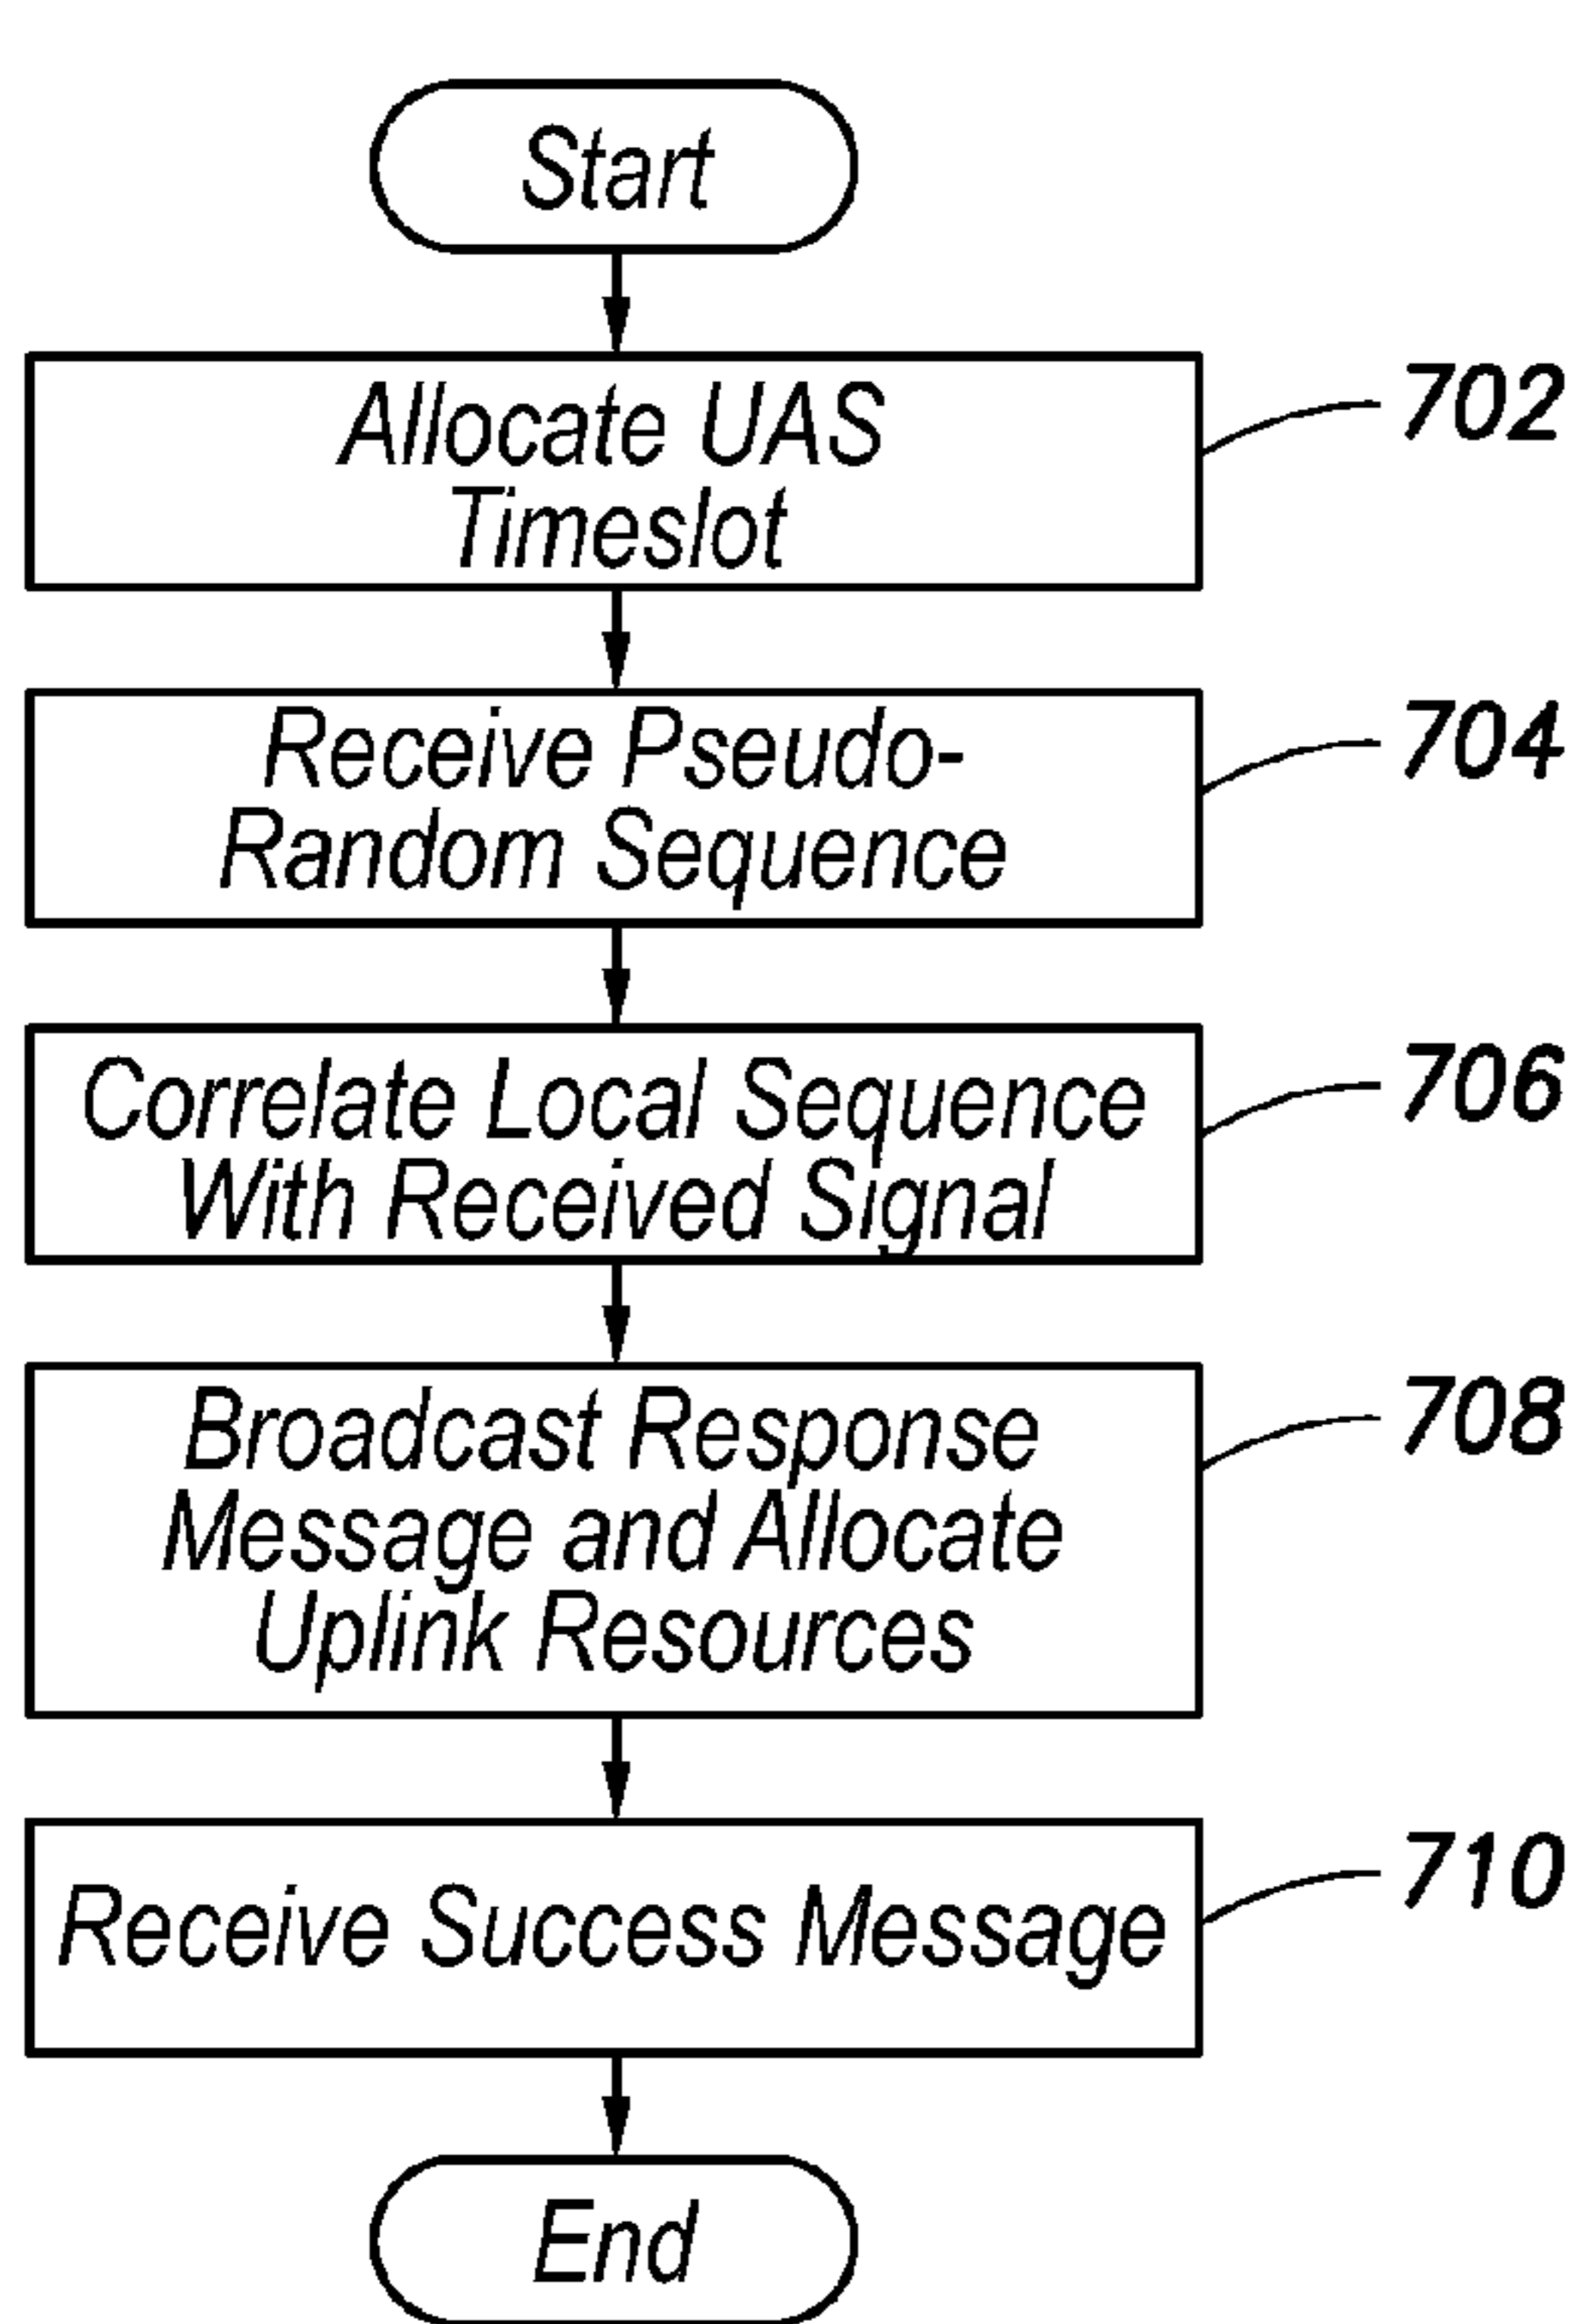 Start
Allocate UAS
Timeslot
702
Receive Pseudo-
Random Sequence
704
Correlate Local Sequence
With Received Signal
706
Broadcast Response
Message and Allocate
Uplink Resources
708
Receive Success Message
710
End